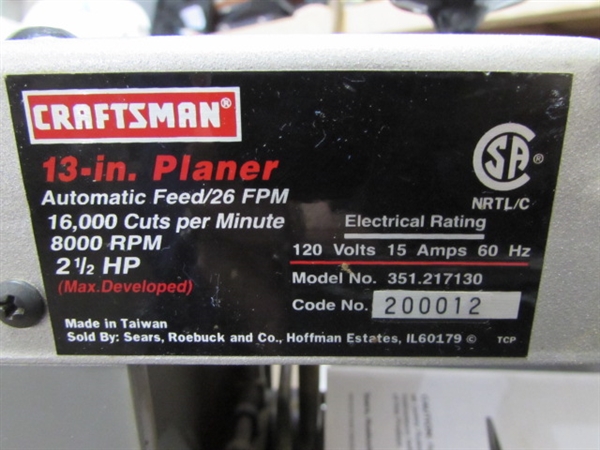 CRAFTSMAN®
13-in. Planer
Automatic Feed/26 FPM
16,000 Cuts per Minute
8000 RPM
2 1/2 HP
(Max.Developed)
SA ®
NRTL/C
Electrical Rating
120 Volts 15 Amps 60 Hz
Model No. 351.217130
Code No. 200012
Made in Taiwan
Sold By: Sears, Roebuck and Co., Hoffman Estates, IL60179 © TCP